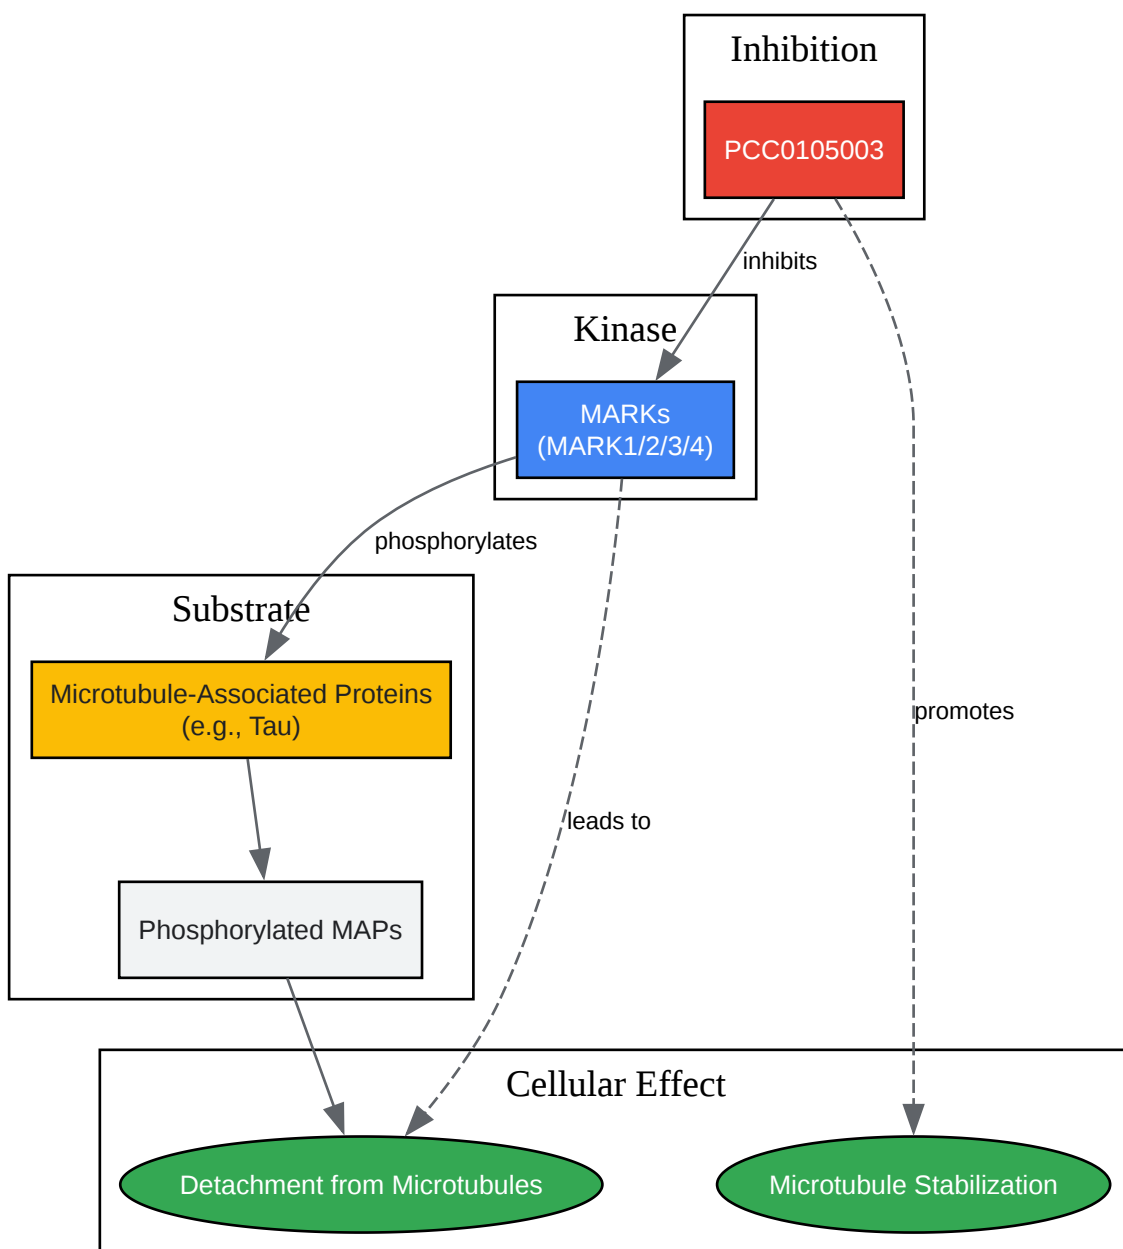 Inhibition
PCC0105003
inhibits
Kinase
MARKs
(MARK1/2/3/4)
phosphorylates
Substrate
Microtubule-Associated Proteins
(e.g., Tau)
promotes
leads to
Phosphorylated MAPs
Cellular Effect
Detachment from Microtubules
Microtubule Stabilization